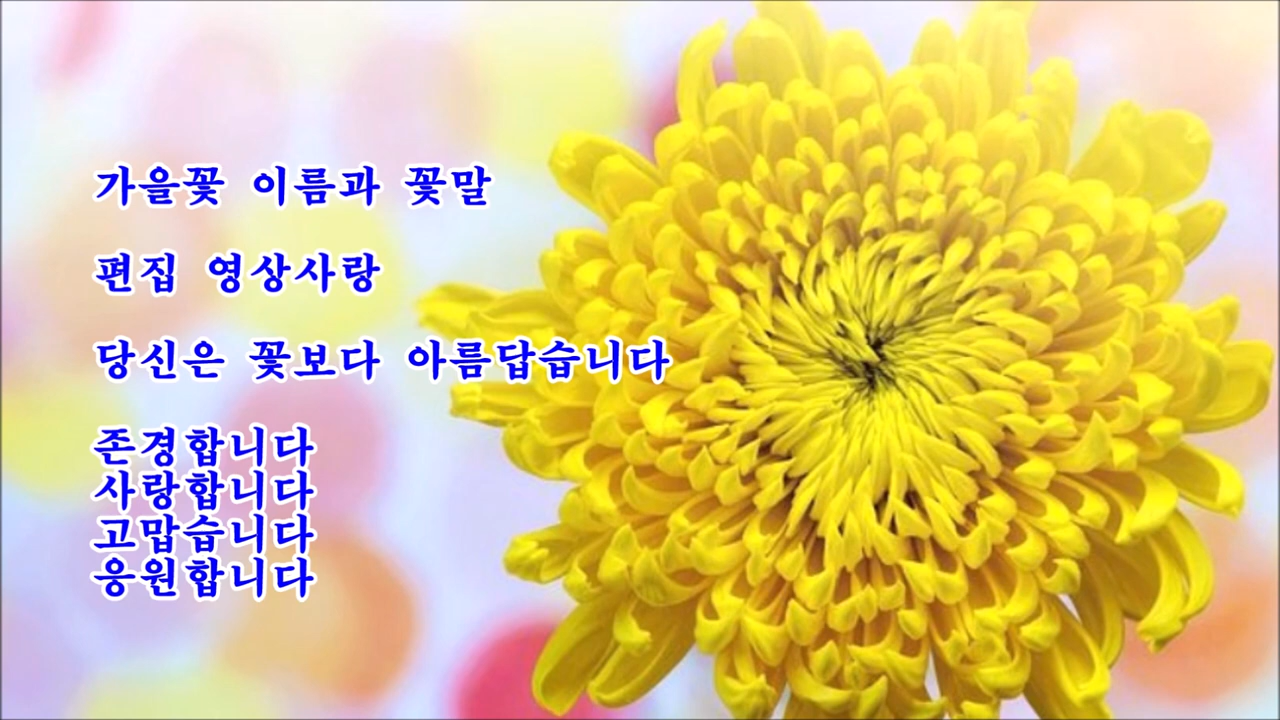 가을꽃 이름과 꽃말
편집 영상사랑
당신은 꽃보다 아름답습니다
존경합니다
사랑합니다
고맙습니다
응원합니다